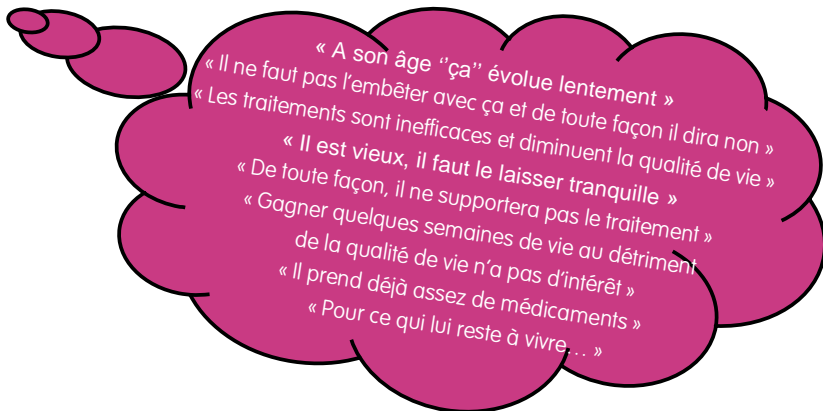 « A son âge ‘’ça’’ évolue lentement »
« Il ne faut pas l’embêter avec ça et de toute façon il dira non »
« Les traitements sont inefficaces et diminuent la qualité de vie »
« Il est vieux, il faut le laisser tranquille »
« De toute façon, il ne supportera pas le traitement »
« Gagner quelques semaines de vie au détriment
de la qualité de vie n’a pas d’intérêt »
« Il prend déjà assez de médicaments »
« Pour ce qui lui reste à vivre… »